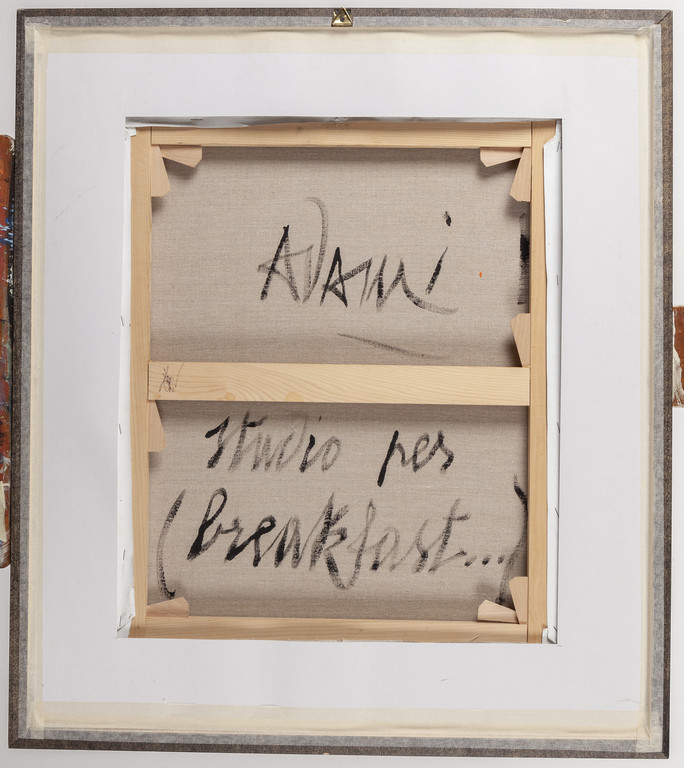 ADAMi
studio per
(breakfast...)